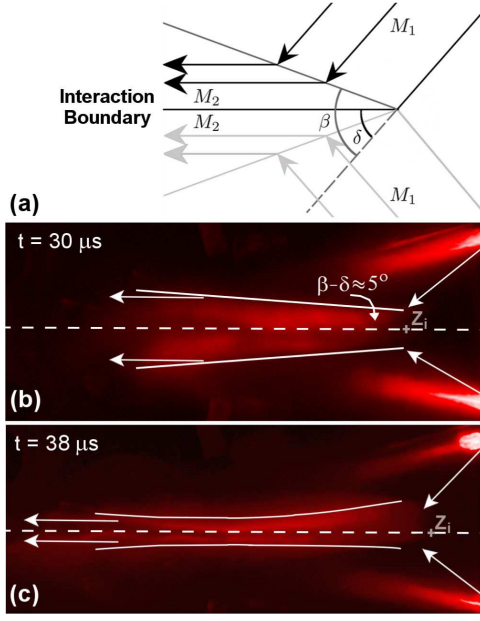 M₁
Interaction
Boundary
M₂
M₂
β
δ
M₁
(a)
t = 30 μs
β-δ≈5°
Zᵢ
(b)
t = 38 μs
Zᵢ
(c)